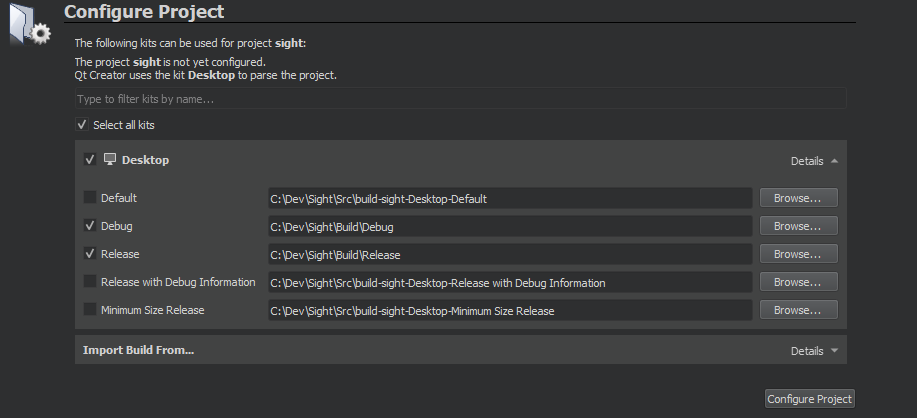 Configure Project
The following kits can be used for project sight:
The project sight is not yet configured.
Qt Creator uses the kit Desktop to parse the project.
Type to filter kits by name...
Select all kits
Desktop Details
Default C:\Dev\Sight\Src\build-sight-Desktop-Default Browse...
Debug C:\Dev\Sight\Build\Debug Browse...
Release C:\Dev\Sight\Build\Release Browse...
Release with Debug Information C:\Dev\Sight\Src\build-sight-Desktop-Release with Debug Information Browse...
Minimum Size Release C:\Dev\Sight\Src\build-sight-Desktop-Minimum Size Release Browse...
Import Build From... Details
Configure Project